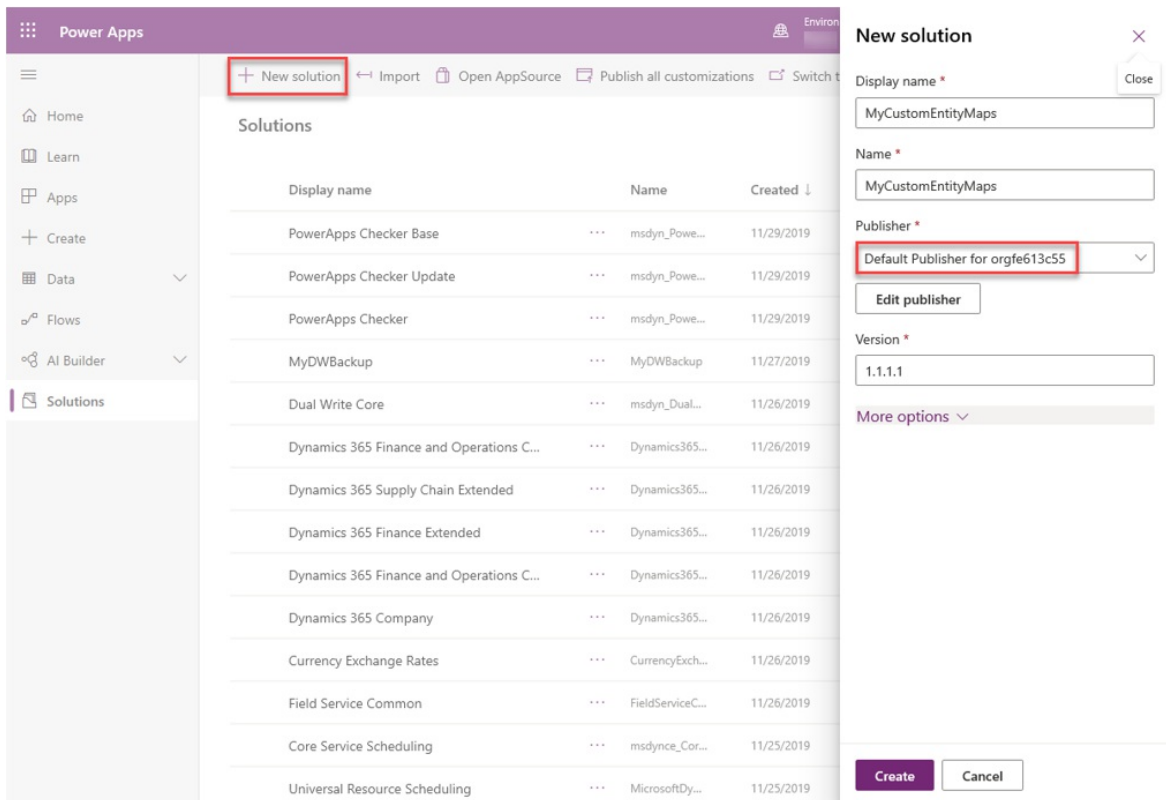 Power Apps
Environ
New solution
Import
Open AppSource
Publish all customizations
Switch t
Home
Learn
Apps
Create
Data
Flows
AI Builder
Solutions
Solutions
Display name Name Created ↓
PowerApps Checker Base ... msdyn_Powe... 11/29/2019
PowerApps Checker Update ... msdyn_Powe... 11/29/2019
PowerApps Checker ... msdyn_Powe... 11/29/2019
MyDWBackup ... MyDWBackup 11/27/2019
Dual Write Core ... msdyn_Dual... 11/26/2019
Dynamics 365 Finance and Operations C... ... Dynamics365... 11/26/2019
Dynamics 365 Supply Chain Extended ... Dynamics365... 11/26/2019
Dynamics 365 Finance Extended ... Dynamics365... 11/26/2019
Dynamics 365 Finance and Operations C... ... Dynamics365... 11/26/2019
Dynamics 365 Company ... Dynamics365... 11/26/2019
Currency Exchange Rates ... CurrencyExch... 11/26/2019
Field Service Common ... FieldServiceC... 11/26/2019
Core Service Scheduling ... msdynce_Cor... 11/25/2019
Universal Resource Scheduling ... MicrosoftDy... 11/25/2019
New solution
Close
Display name *
MyCustomEntityMaps
Name *
MyCustomEntityMaps
Publisher *
Default Publisher for orgfe613c55
Edit publisher
Version *
1.1.1.1
More options
Create
Cancel